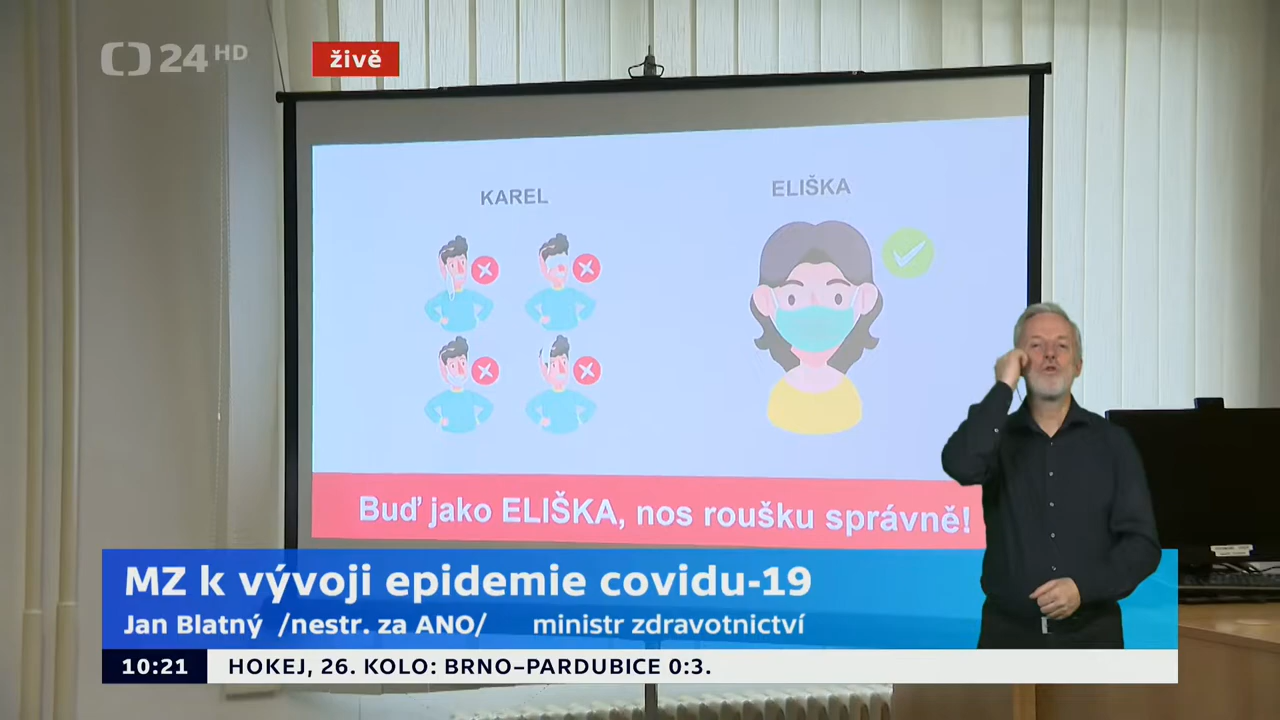 24 HD
živě
KAREL
ELIŠKA
Buď jako ELIŠKA, nos roušku správně!
MZ k vývoji epidemie covidu-19
Jan Blatný /nestr. za ANO/ ministr zdravotnictví
10:21 HOKEJ, 26. KOLO: BRNO–PARDUBICE 0:3.